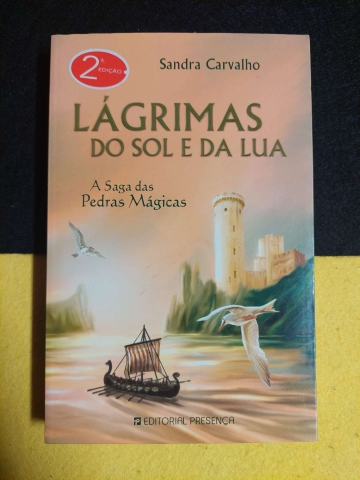 2ª
EDIÇÃO
Sandra Carvalho
LÁGRIMAS
DO SOL E DA LUA
A Saga das
Pedras Mágicas
EDITORIAL PRESENÇA